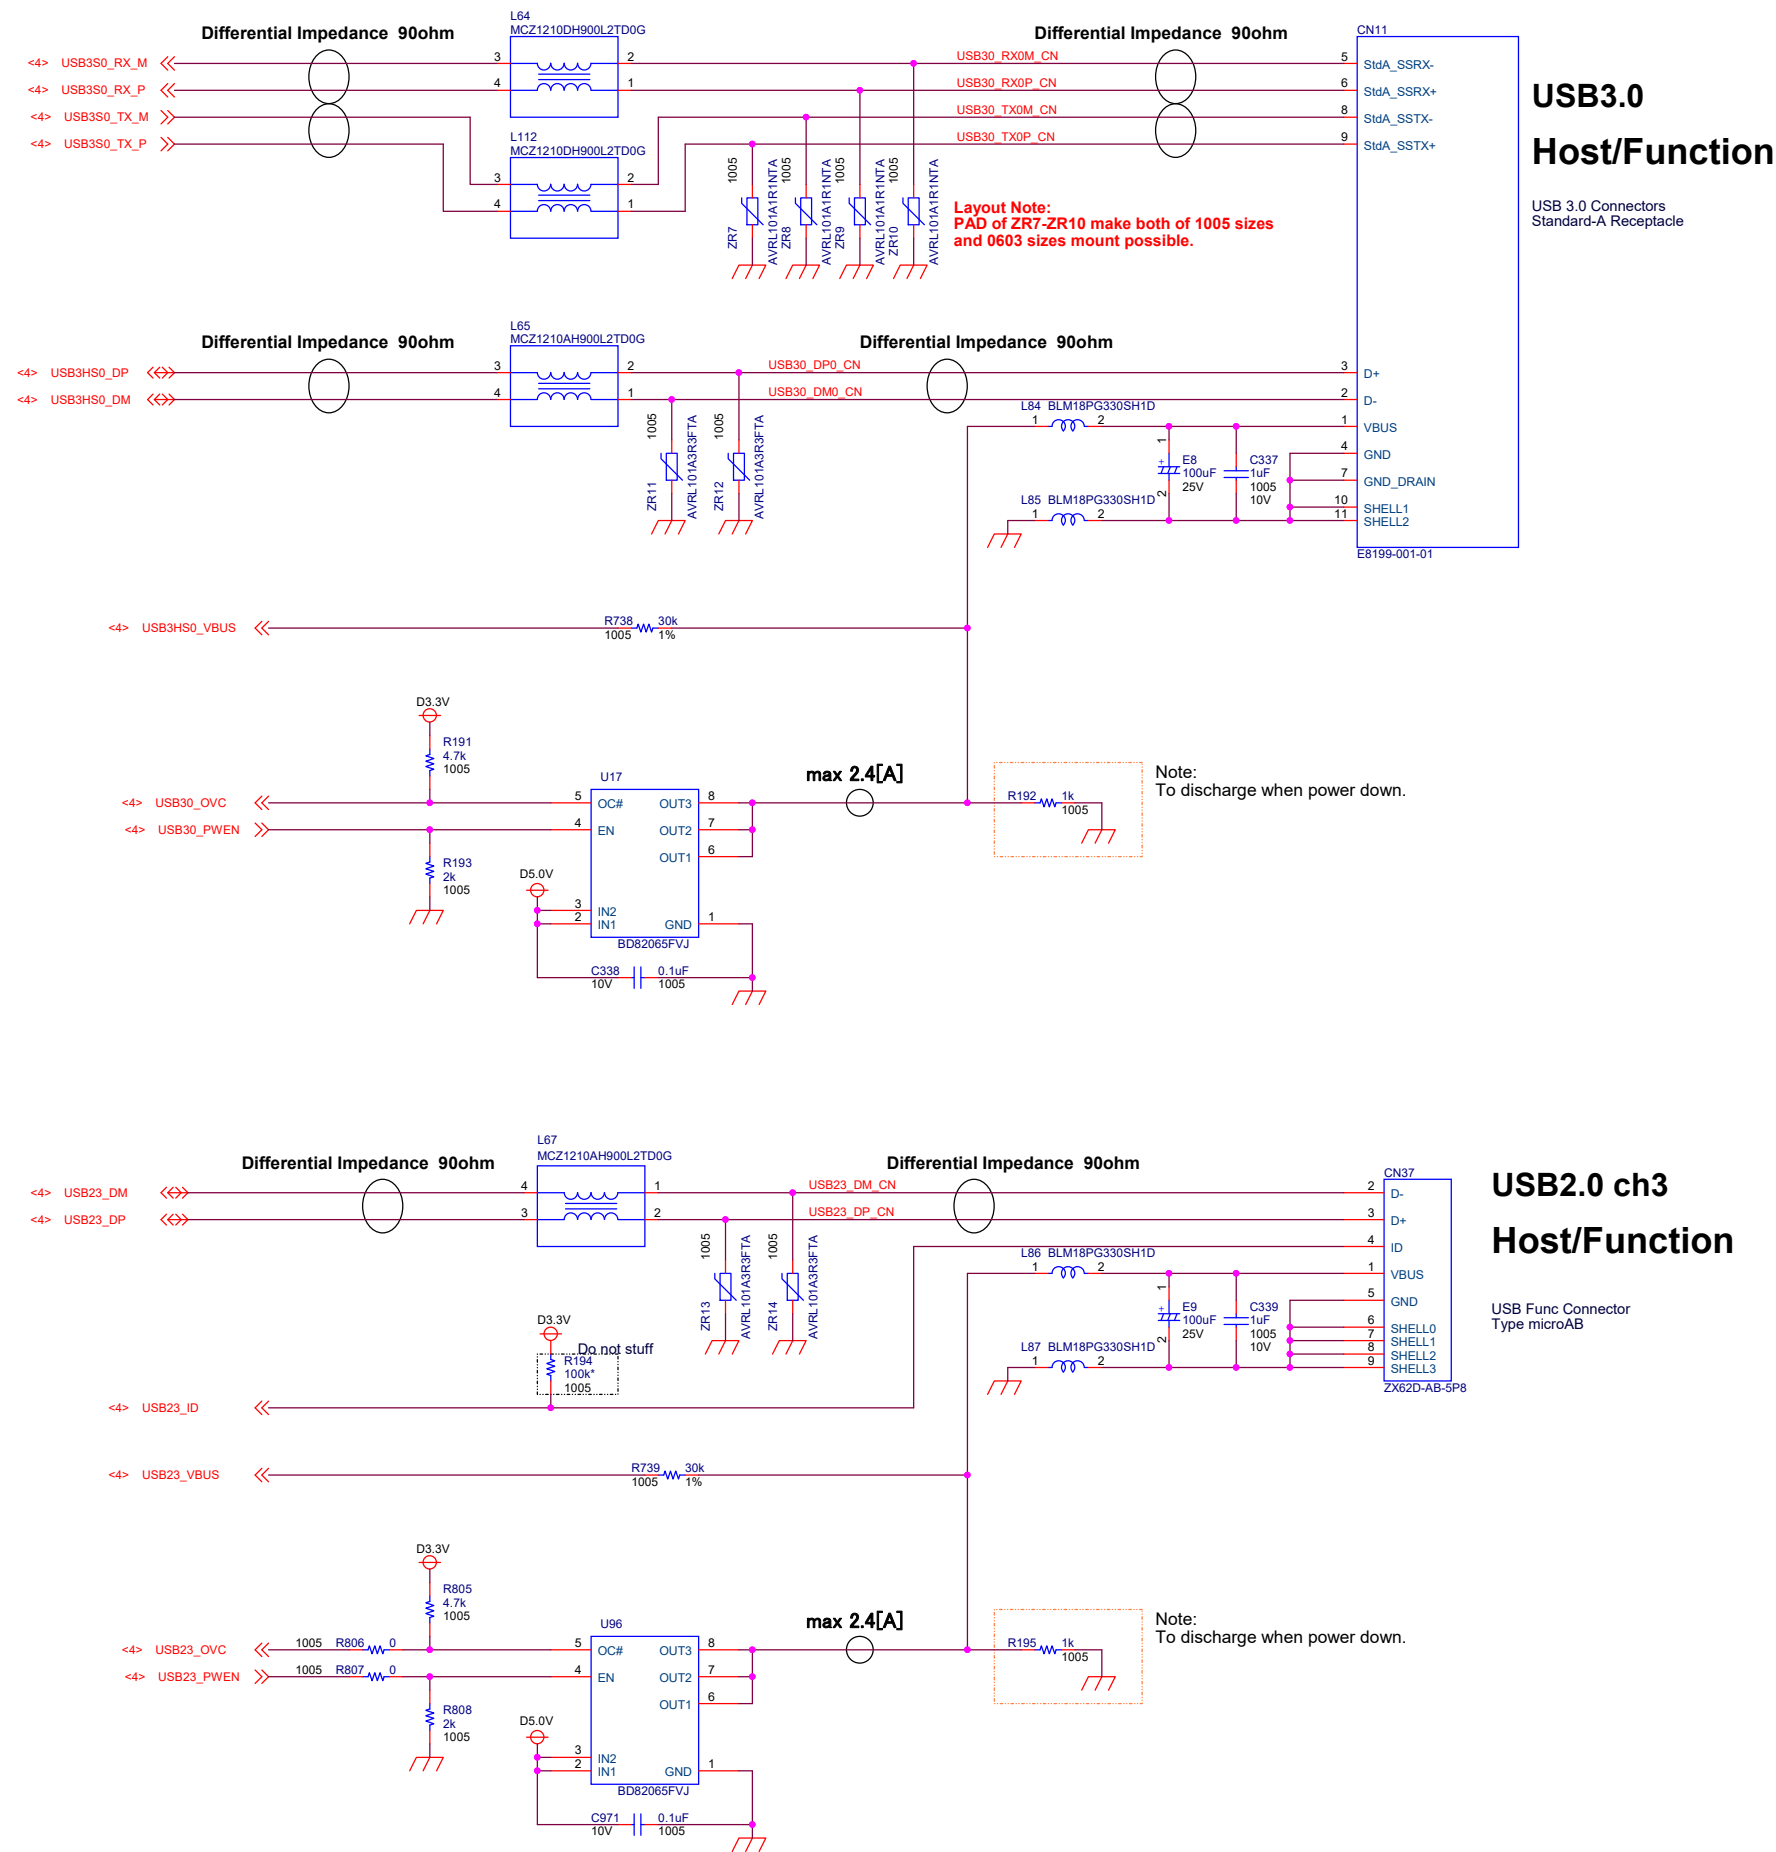 L64
MCZ1210DH900L2TD0G
Differential Impedance 90ohm
Differential Impedance 90ohm
CN11
<4> USB3S0_RX_M
3
2
USB30_RX0M_CN
5
StdA_SSRX-
<4> USB3S0_RX_P
4
1
USB30_RX0P_CN
6
StdA_SSRX+
<4> USB3S0_TX_M
USB30_TX0M_CN
8
StdA_SSTX-
<4> USB3S0_TX_P
USB30_TX0P_CN
9
StdA_SSTX+
USB3.0
Host/Function
USB 3.0 Connectors
Standard-A Receptacle
L112
MCZ1210DH900L2TD0G
3
2
4
1
1005
ZR7
AVRL101A1R1NTA
1005
ZR8
AVRL101A1R1NTA
1005
ZR9
AVRL101A1R1NTA
1005
ZR10
AVRL101A1R1NTA
Layout Note:
PAD of ZR7-ZR10 make both of 1005 sizes
and 0603 sizes mount possible.
L65
MCZ1210AH900L2TD0G
Differential Impedance 90ohm
Differential Impedance 90ohm
<4> USB3HS0_DP
3
2
USB30_DP0_CN
3
D+
<4> USB3HS0_DM
4
1
USB30_DM0_CN
2
D-
1005
ZR11
AVRL101A3R3FTA
1005
ZR12
AVRL101A3R3FTA
L84 BLM18PG330SH1D
1
2
1
VBUS
4
GND
7
GND_DRAIN
10
SHELL1
11
SHELL2
1
+
2
E8
100uF
25V
C337
1uF
1005
10V
L85 BLM18PG330SH1D
1
2
E8199-001-01
<4> USB3HS0_VBUS
R738
30k
1005
1%
D3.3V
R191
4.7k
1005
U17
max 2.4[A]
Note:
To discharge when power down.
<4> USB30_OVC
5
OC#
OUT3
8
R192
1k
1005
<4> USB30_PWEN
4
EN
OUT2
7
OUT1
6
R193
2k
1005
D5.0V
3
IN2
2
IN1
GND
1
BD82065FVJ
C338
0.1uF
10V
1005
L67
MCZ1210AH900L2TD0G
Differential Impedance 90ohm
Differential Impedance 90ohm
CN37
<4> USB23_DM
4
1
USB23_DM_CN
2
D-
<4> USB23_DP
3
2
USB23_DP_CN
3
D+
4
ID
USB2.0 ch3
Host/Function
USB Func Connector
Type microAB
1005
ZR13
AVRL101A3R3FTA
1005
ZR14
AVRL101A3R3FTA
L86 BLM18PG330SH1D
1
2
1
VBUS
5
GND
6
SHELL0
7
SHELL1
8
SHELL2
9
SHELL3
1
+
2
E9
100uF
25V
C339
1uF
1005
10V
L87 BLM18PG330SH1D
1
2
ZX62D-AB-5P8
D3.3V
Do not stuff
R194
100k*
1005
<4> USB23_ID
<4> USB23_VBUS
R739
30k
1005
1%
D3.3V
R805
4.7k
1005
U96
max 2.4[A]
Note:
To discharge when power down.
<4> USB23_OVC
1005
R806
0
5
OC#
OUT3
8
R195
1k
1005
<4> USB23_PWEN
1005
R807
0
4
EN
OUT2
7
OUT1
6
R808
2k
1005
D5.0V
3
IN2
2
IN1
GND
1
BD82065FVJ
C971
0.1uF
10V
1005